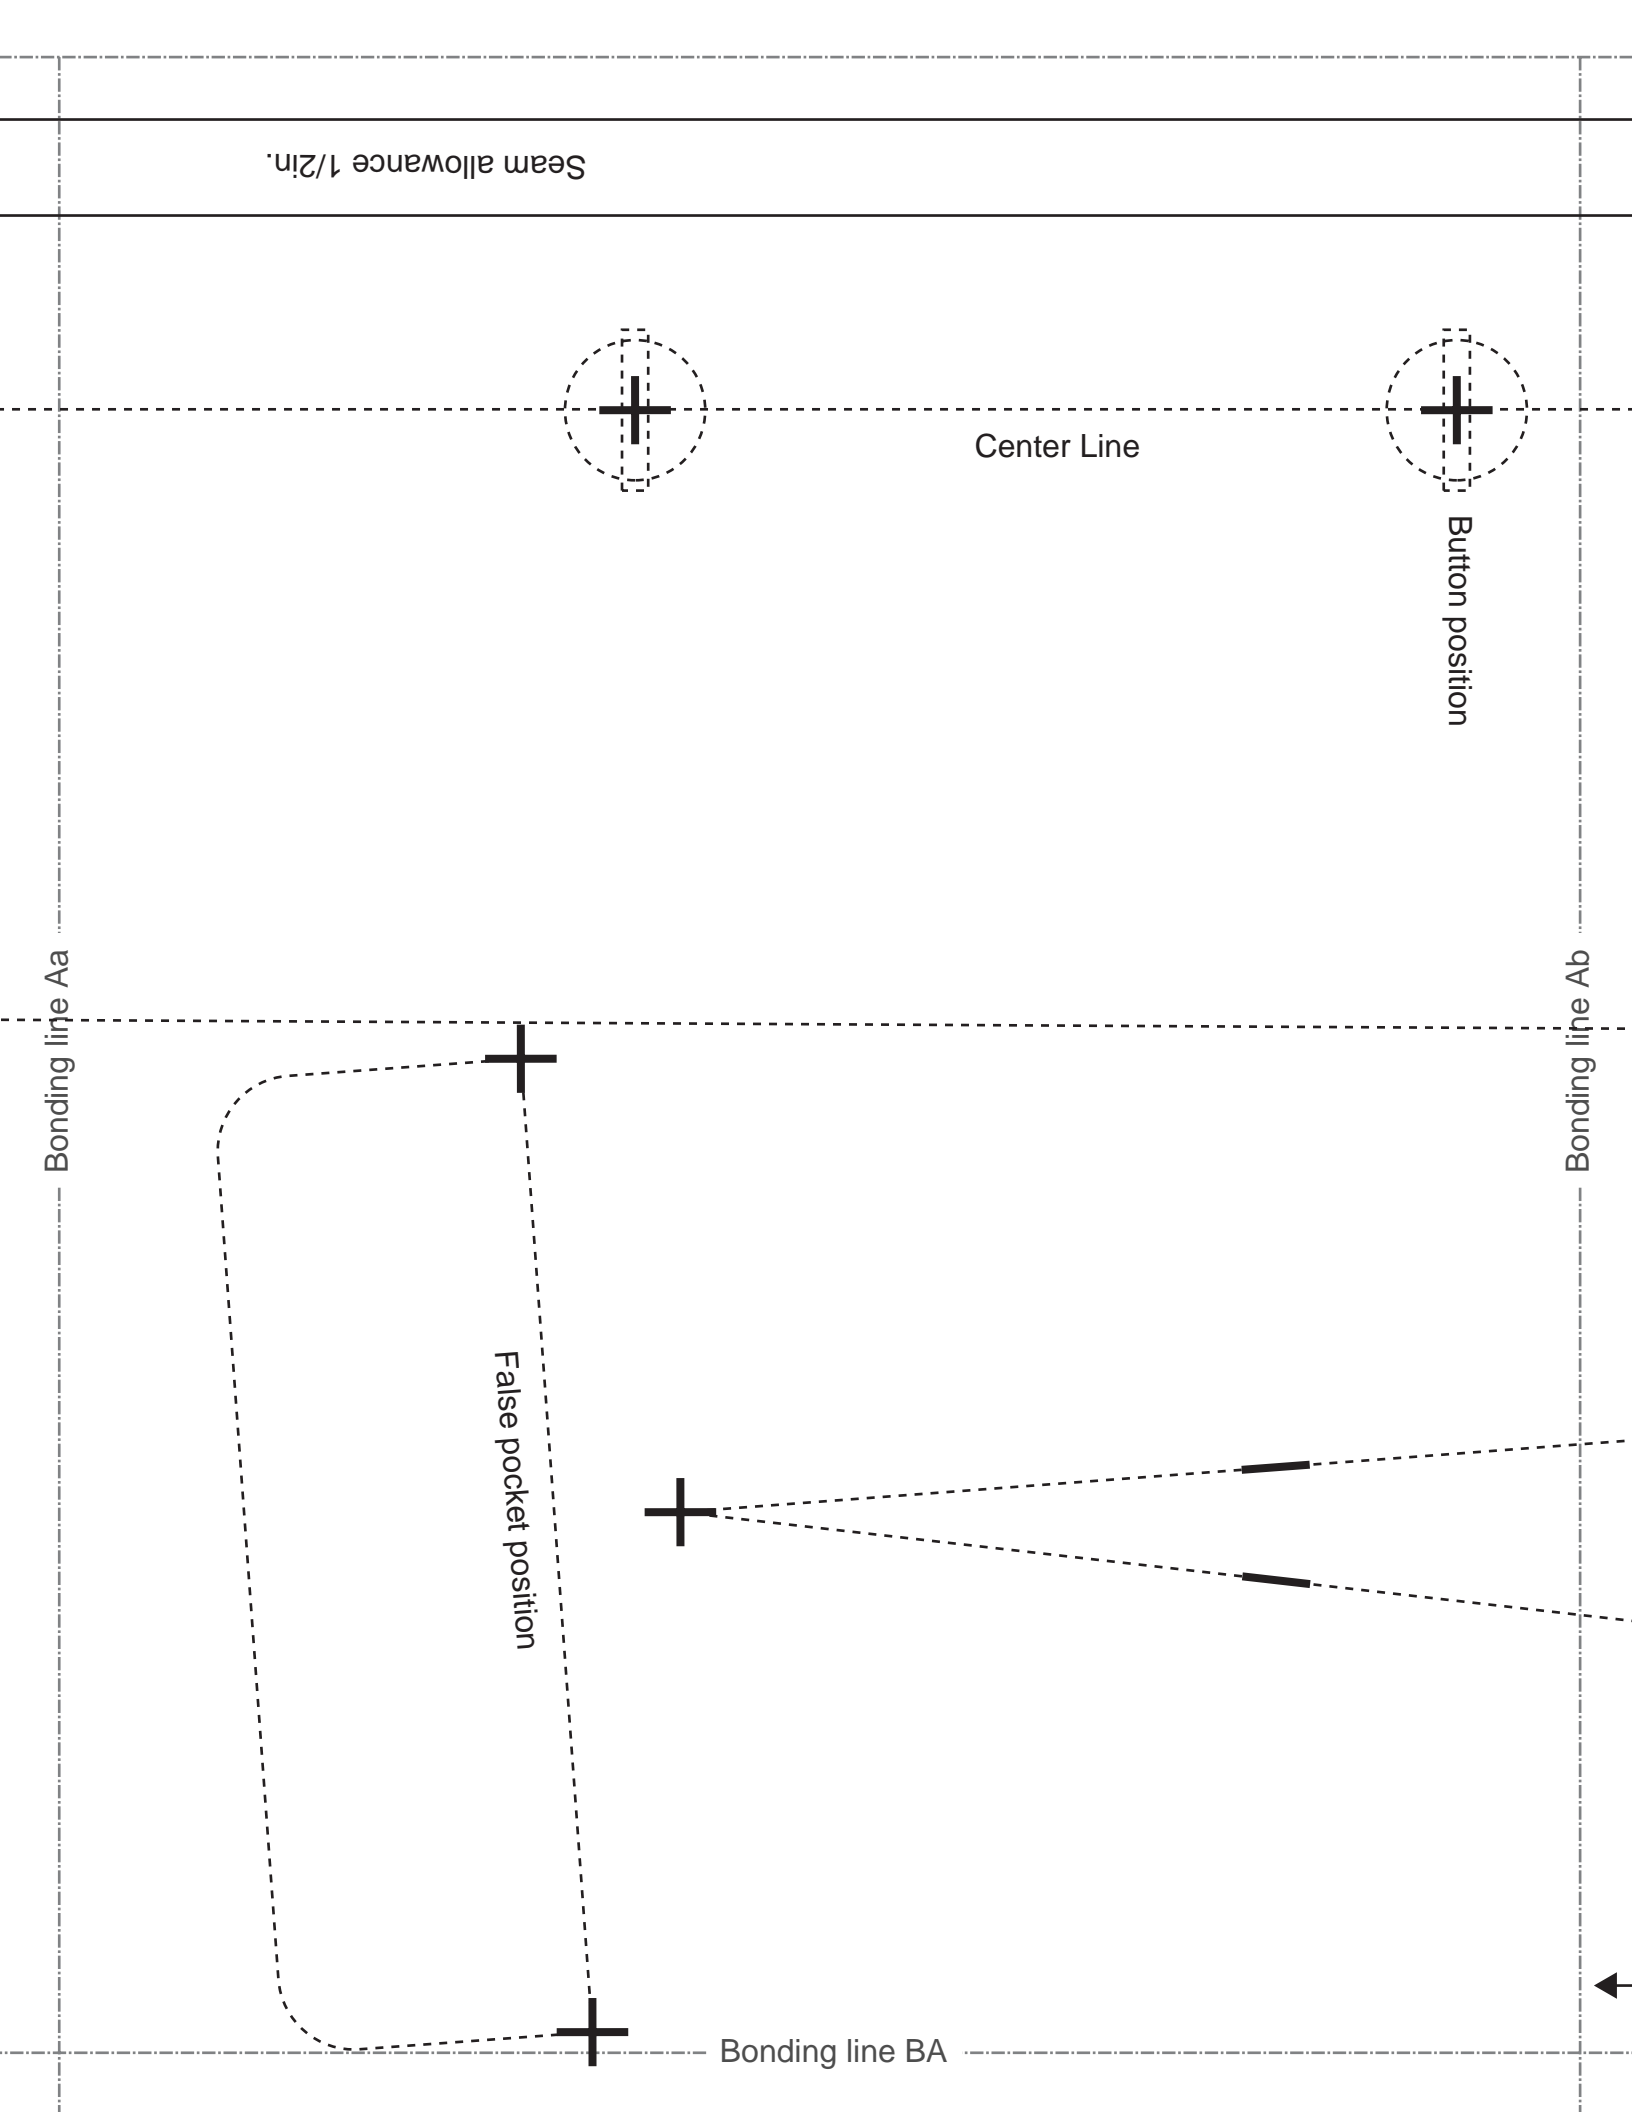 Seam allowance 1/2in.
Center Line
Button position
Bonding line Aa
Bonding line Ab
False pocket position
Bonding line BA